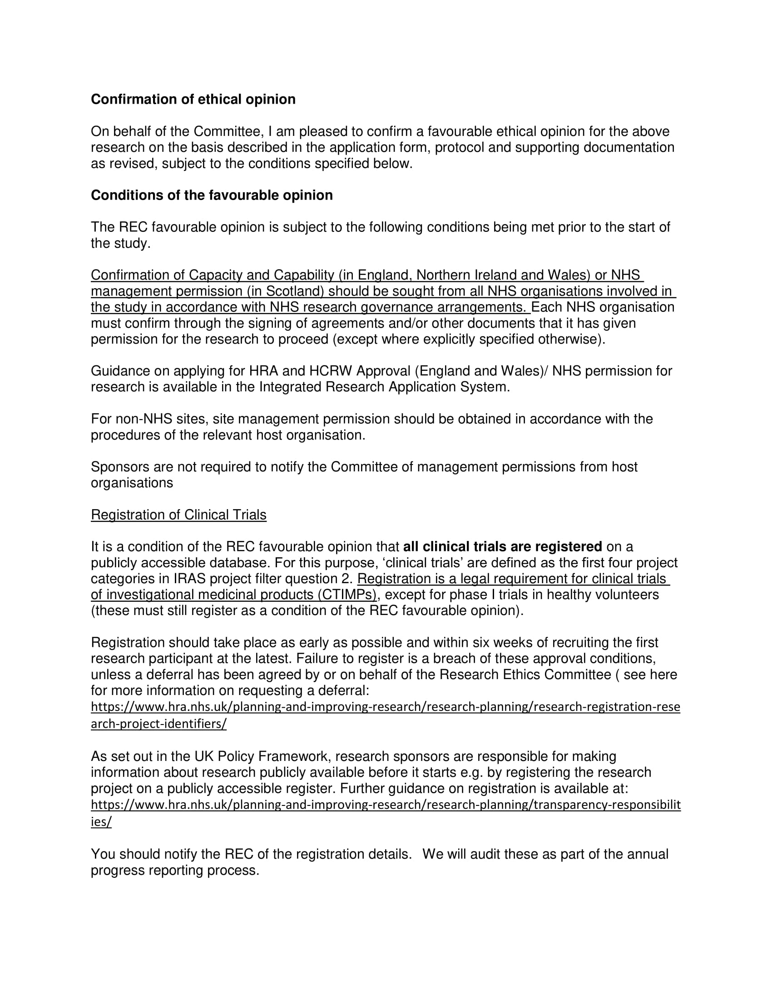 Confirmation of ethical opinion
On behalf of the Committee, I am pleased to confirm a favourable ethical opinion for the above
research on the basis described in the application form, protocol and supporting documentation
as revised, subject to the conditions specified below.
Conditions of the favourable opinion
The REC favourable opinion is subject to the following conditions being met prior to the start of
the study.
Confirmation of Capacity and Capability (in England, Northern Ireland and Wales) or NHS
management permission (in Scotland) should be sought from all NHS organisations involved in
the study in accordance with NHS research governance arrangements. Each NHS organisation
must confirm through the signing of agreements and/or other documents that it has given
permission for the research to proceed (except where explicitly specified otherwise).
Guidance on applying for HRA and HCRW Approval (England and Wales)/ NHS permission for
research is available in the Integrated Research Application System.
For non-NHS sites, site management permission should be obtained in accordance with the
procedures of the relevant host organisation.
Sponsors are not required to notify the Committee of management permissions from host
organisations
Registration of Clinical Trials
It is a condition of the REC favourable opinion that all clinical trials are registered on a
publicly accessible database. For this purpose, ‘clinical trials’ are defined as the first four project
categories in IRAS project filter question 2. Registration is a legal requirement for clinical trials
of investigational medicinal products (CTIMPs), except for phase I trials in healthy volunteers
(these must still register as a condition of the REC favourable opinion).
Registration should take place as early as possible and within six weeks of recruiting the first
research participant at the latest. Failure to register is a breach of these approval conditions,
unless a deferral has been agreed by or on behalf of the Research Ethics Committee ( see here
for more information on requesting a deferral:
https://www.hra.nhs.uk/planning-and-improving-research/research-planning/research-registration-rese
arch-project-identifiers/
As set out in the UK Policy Framework, research sponsors are responsible for making
information about research publicly available before it starts e.g. by registering the research
project on a publicly accessible register. Further guidance on registration is available at:
https://www.hra.nhs.uk/planning-and-improving-research/research-planning/transparency-responsibilit
ies/
You should notify the REC of the registration details.  We will audit these as part of the annual
progress reporting process.